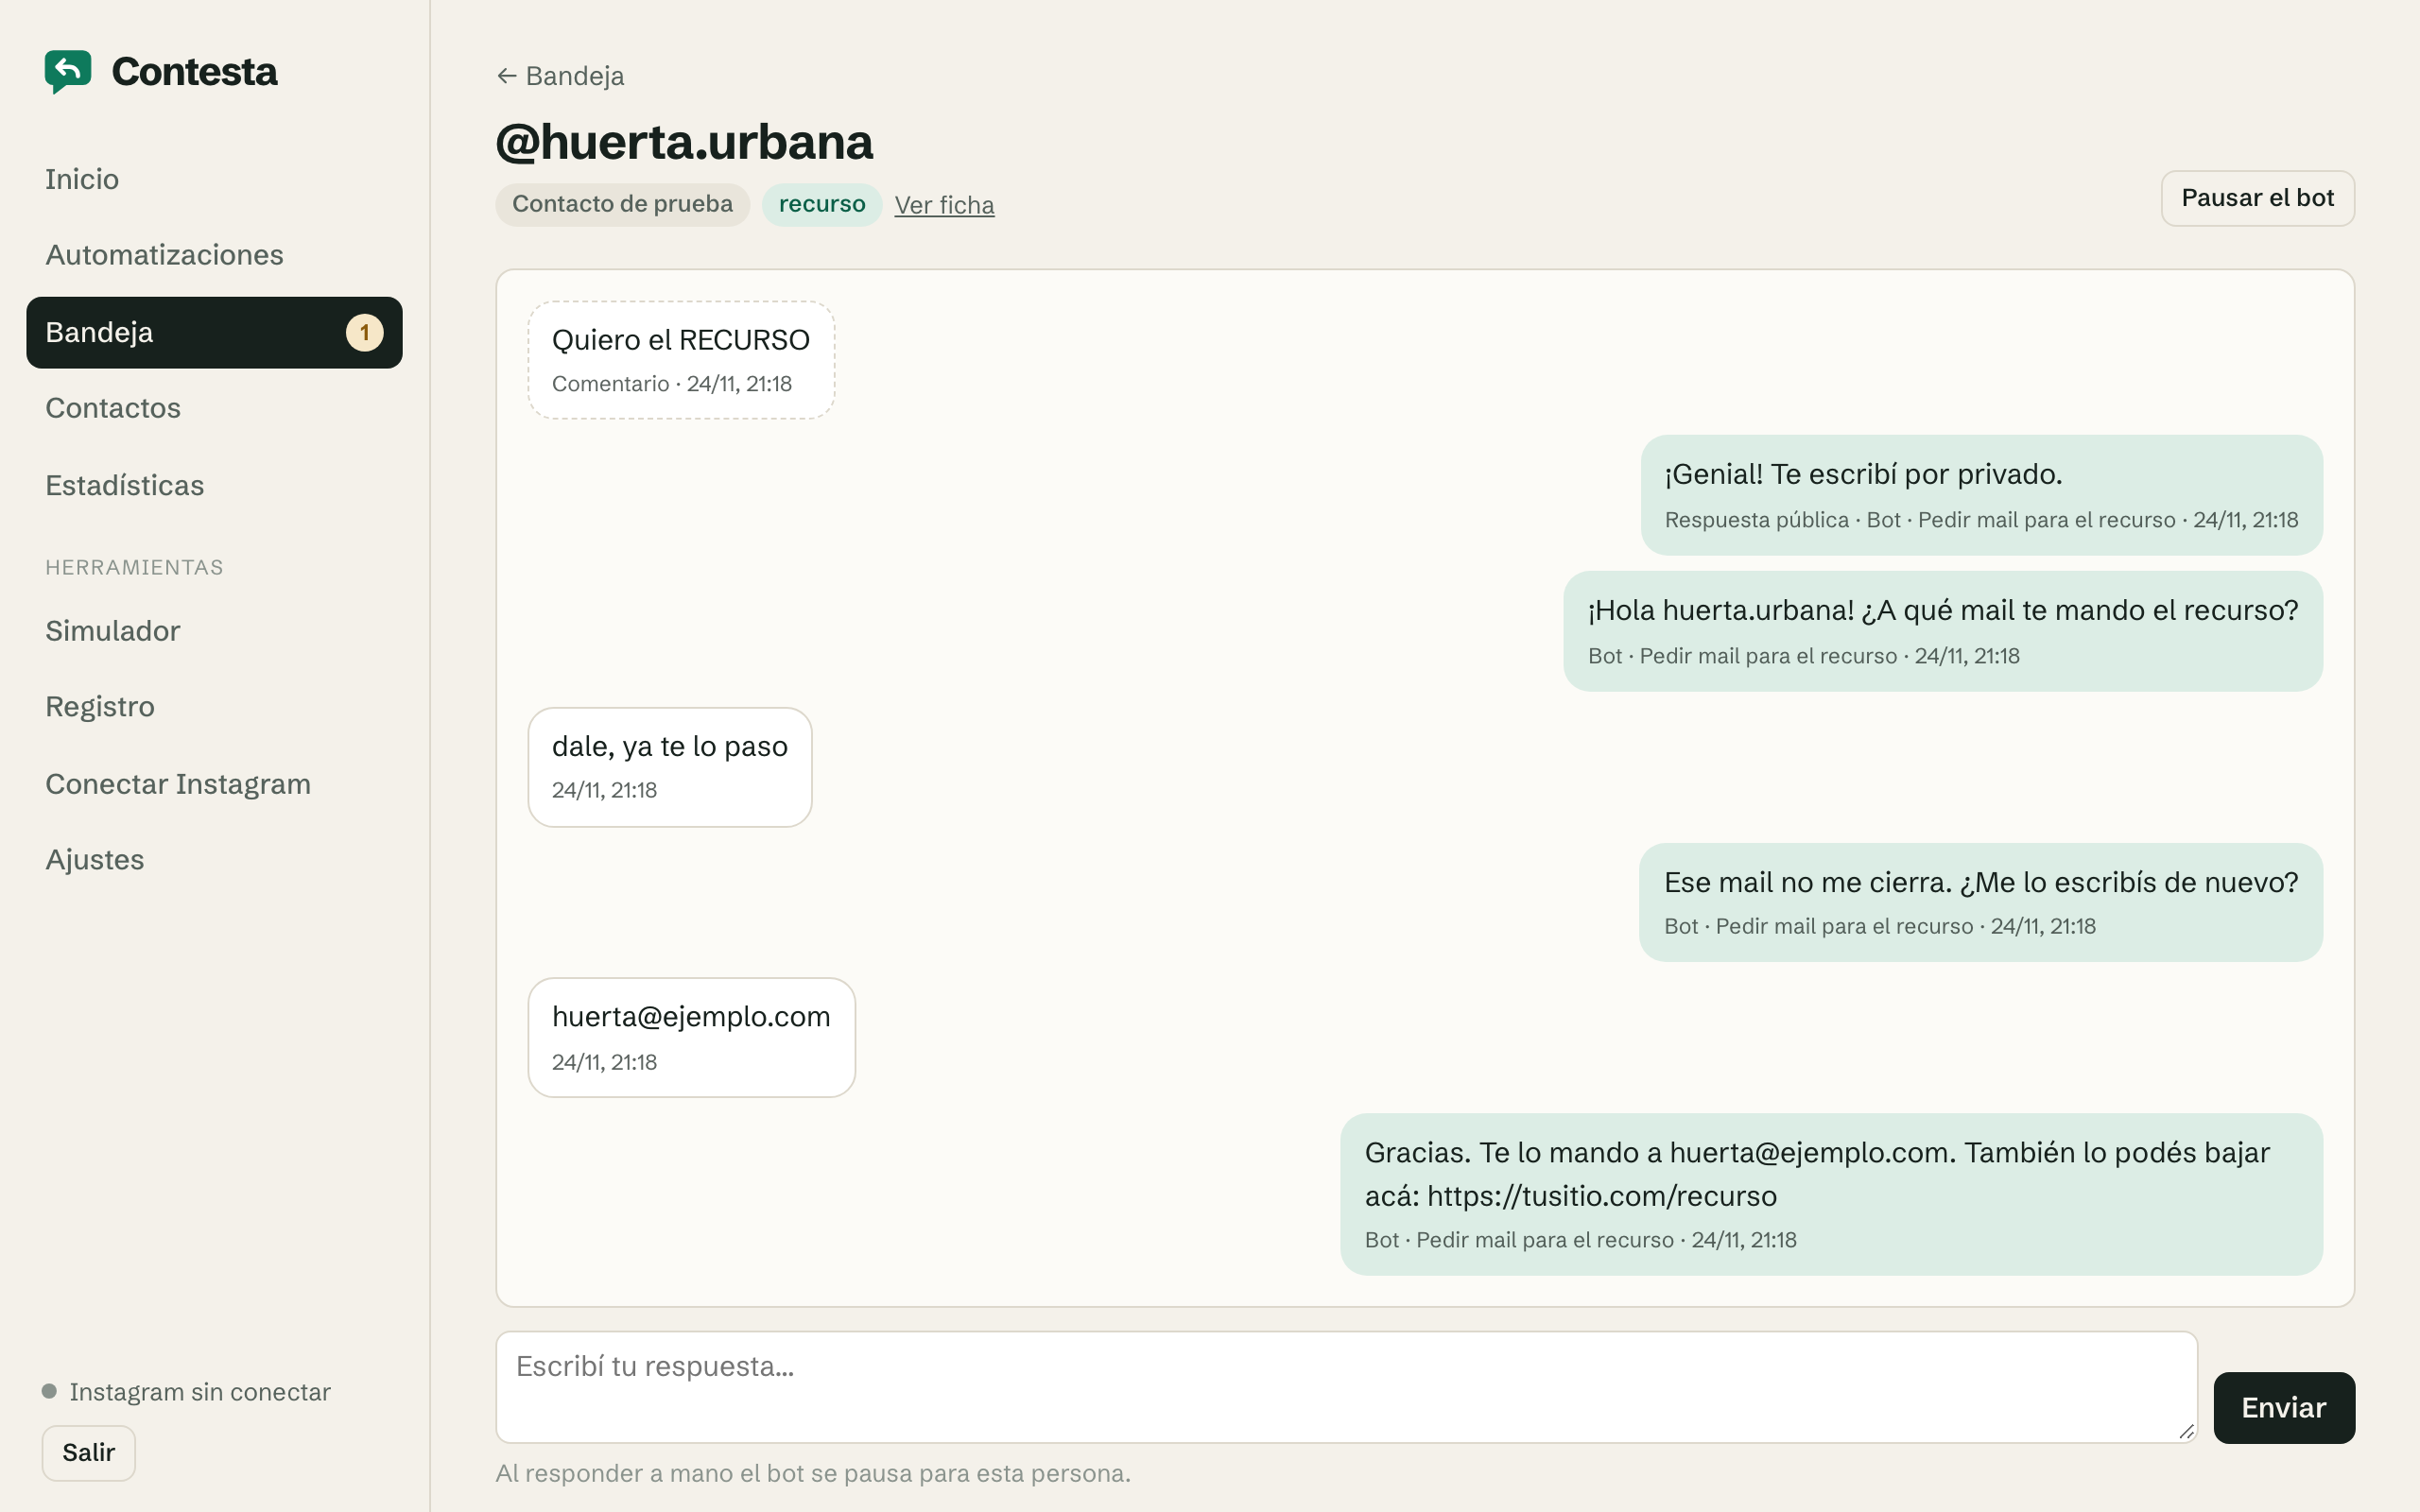 Contesta
Inicio
Automatizaciones
Bandeja 1
Contactos
Estadísticas
HERRAMIENTAS
Simulador
Registro
Conectar Instagram
Ajustes
Instagram sin conectar
Salir
← Bandeja
@huerta.urbana
Contacto de prueba recurso Ver ficha
Pausar el bot
Quiero el RECURSO
Comentario · 24/11, 21:18
¡Genial! Te escribí por privado.
Respuesta pública · Bot · Pedir mail para el recurso · 24/11, 21:18
¡Hola huerta.urbana! ¿A qué mail te mando el recurso?
Bot · Pedir mail para el recurso · 24/11, 21:18
dale, ya te lo paso
24/11, 21:18
Ese mail no me cierra. ¿Me lo escribís de nuevo?
Bot · Pedir mail para el recurso · 24/11, 21:18
huerta@ejemplo.com
24/11, 21:18
Gracias. Te lo mando a huerta@ejemplo.com. También lo podés bajar
acá: https://tusitio.com/recurso
Bot · Pedir mail para el recurso · 24/11, 21:18
Escribí tu respuesta...
Enviar
Al responder a mano el bot se pausa para esta persona.